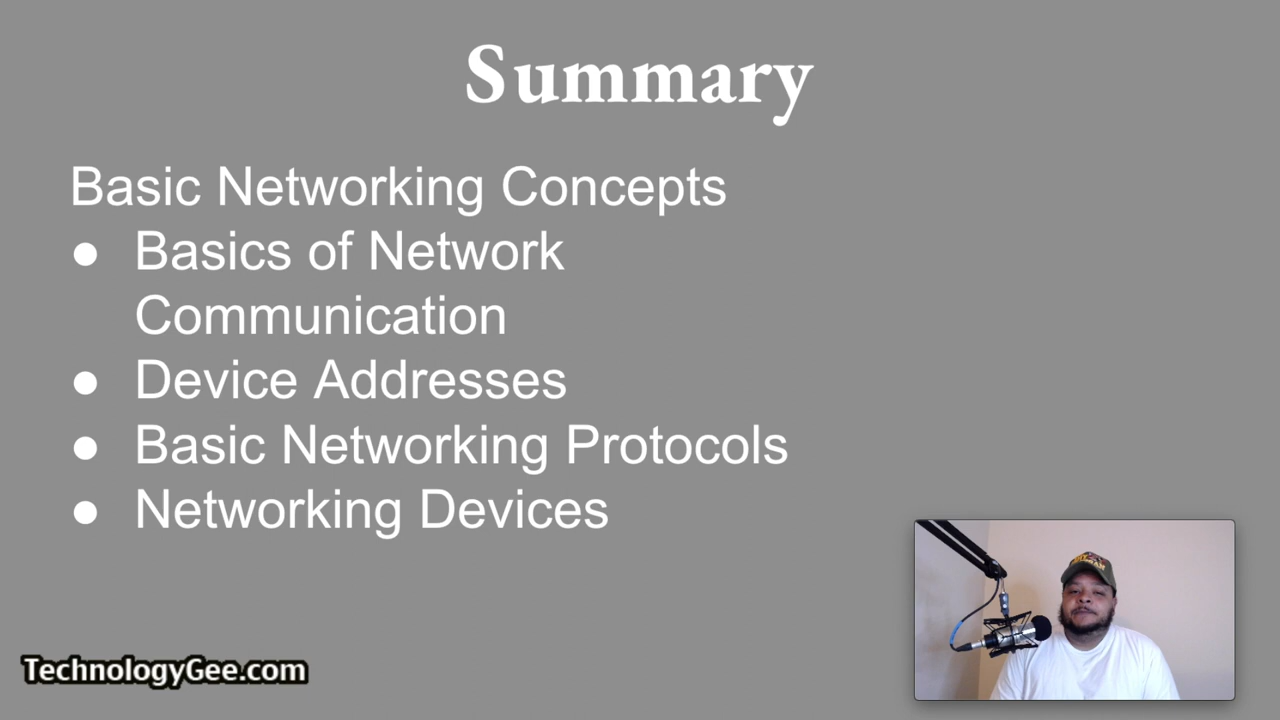 Summary
Basic Networking Concepts
● Basics of Network
Communication
● Device Addresses
● Basic Networking Protocols
● Networking Devices
TechnologyGee.com